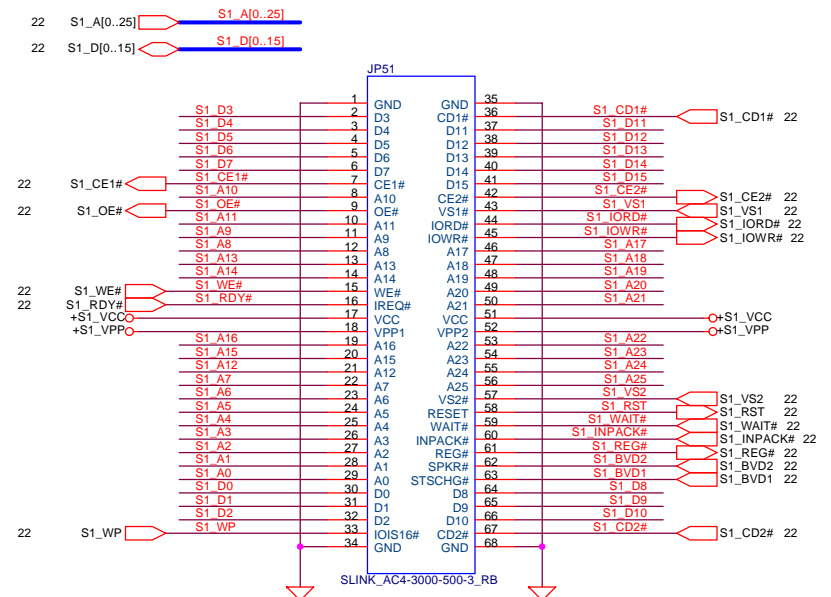 22 S1_A[0..25] S1_A[0..25]
22 S1_D[0..15] S1_D[0..15]
JP51
1 GND GND 35
S1_D3 2 D3 CD1# 36 S1_CD1# S1_CD1# 22
S1_D4 3 D4 D11 37 S1_D11
S1_D5 4 D5 D12 38 S1_D12
S1_D6 5 D6 D13 39 S1_D13
S1_D7 6 D7 D14 40 S1_D14
22 S1_CE1# S1_CE1# 7 CE1# D15 41 S1_D15
S1_A10 8 A10 CE2# 42 S1_CE2# S1_CE2# 22
22 S1_OE# S1_OE# 9 OE# VS1# 43 S1_VS1 S1_VS1 22
S1_A11 10 A11 IORD# 44 S1_IORD# S1_IORD# 22
S1_A9 11 A9 IOWR# 45 S1_IOWR# S1_IOWR# 22
S1_A8 12 A8 A17 46 S1_A17
S1_A13 13 A13 A18 47 S1_A18
S1_A14 14 A14 A19 48 S1_A19
22 S1_WE# S1_WE# 15 WE# A20 49 S1_A20
22 S1_RDY# S1_RDY# 16 IREQ# A21 50 S1_A21
+S1_VCC 17 VCC VCC 51 +S1_VCC
+S1_VPP 18 VPP1 VPP2 52 +S1_VPP
S1_A16 19 A16 A22 53 S1_A22
S1_A15 20 A15 A23 54 S1_A23
S1_A12 21 A12 A24 55 S1_A24
S1_A7 22 A7 A25 56 S1_A25
S1_A6 23 A6 VS2# 57 S1_VS2 S1_VS2 22
S1_A5 24 A5 RESET 58 S1_RST S1_RST 22
S1_A4 25 A4 WAIT# 59 S1_WAIT# S1_WAIT# 22
S1_A3 26 A3 INPACK# 60 S1_INPACK# S1_INPACK# 22
S1_A2 27 A2 REG# 61 S1_REG# S1_REG# 22
S1_A1 28 A1 SPKR# 62 S1_BVD2 S1_BVD2 22
S1_A0 29 A0 STSCHG# 63 S1_BVD1 S1_BVD1 22
S1_D0 30 D0 D8 64 S1_D8
S1_D1 31 D1 D9 65 S1_D9
S1_D2 32 D2 D10 66 S1_D10
22 S1_WP S1_WP 33 IOIS16# CD2# 67 S1_CD2# S1_CD2# 22
34 GND GND 68
SLINK_AC4-3000-500-3_RB